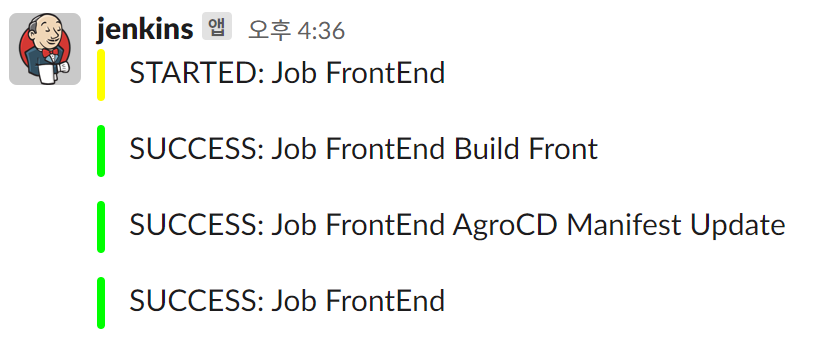 jenkins 앱 오후 4:36
STARTED: Job FrontEnd
SUCCESS: Job FrontEnd Build Front
SUCCESS: Job FrontEnd AgroCD Manifest Update
SUCCESS: Job FrontEnd